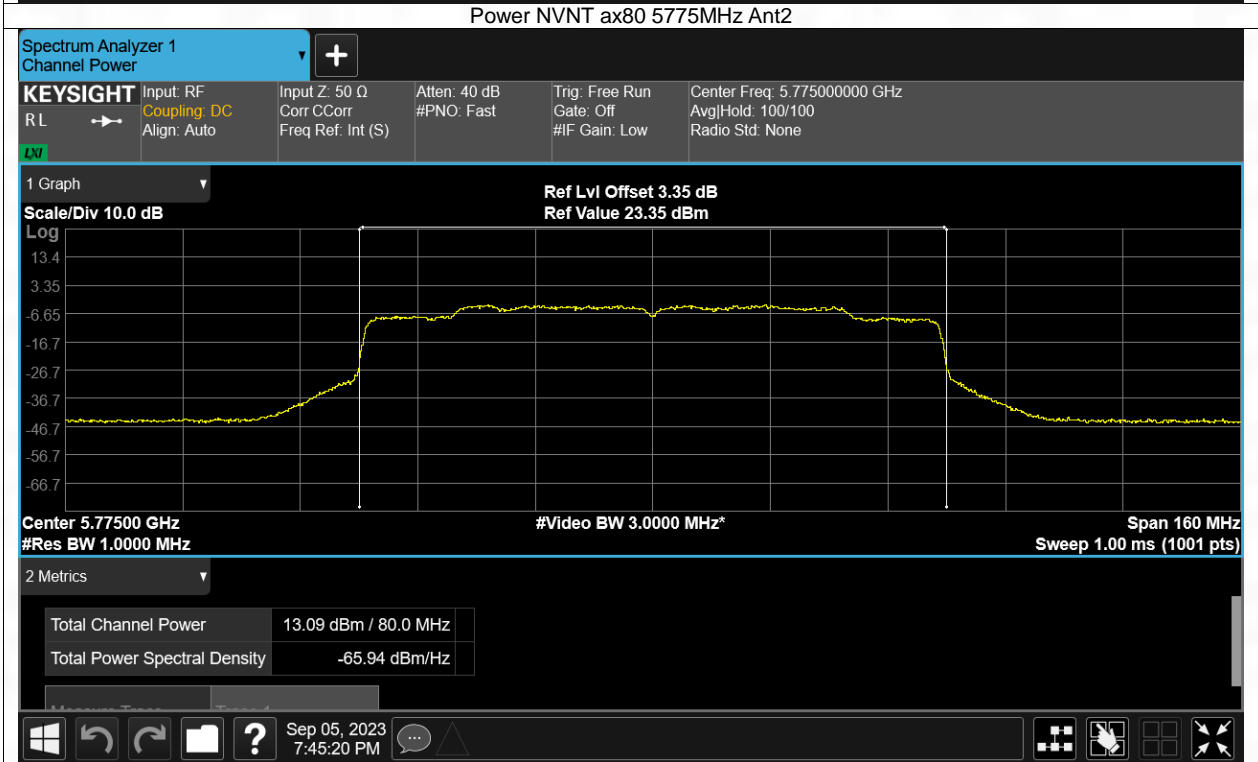 Power NVNT ax80 5775MHz Ant2
Spectrum Analyzer 1
Channel Power
KEYSIGHT
RL
LXI
Input: RF
Coupling: DC
Align: Auto
Input Z: 50 Ω
Corr CCorr
Freq Ref: Int (S)
Atten: 40 dB
#PNO: Fast
Trig: Free Run
Gate: Off
#IF Gain: Low
Center Freq: 5.775000000 GHz
Avg|Hold: 100/100
Radio Std: None
1 Graph
Scale/Div 10.0 dB
Ref Lvl Offset 3.35 dB
Ref Value 23.35 dBm
Log
13.4
3.35
-6.65
-16.7
-26.7
-36.7
-46.7
-56.7
-66.7
Center 5.77500 GHz
#Video BW 3.0000 MHz*
Span 160 MHz
#Res BW 1.0000 MHz
Sweep 1.00 ms (1001 pts)
2 Metrics
Total Channel Power 13.09 dBm / 80.0 MHz
Total Power Spectral Density -65.94 dBm/Hz
Sep 05, 2023
7:45:20 PM